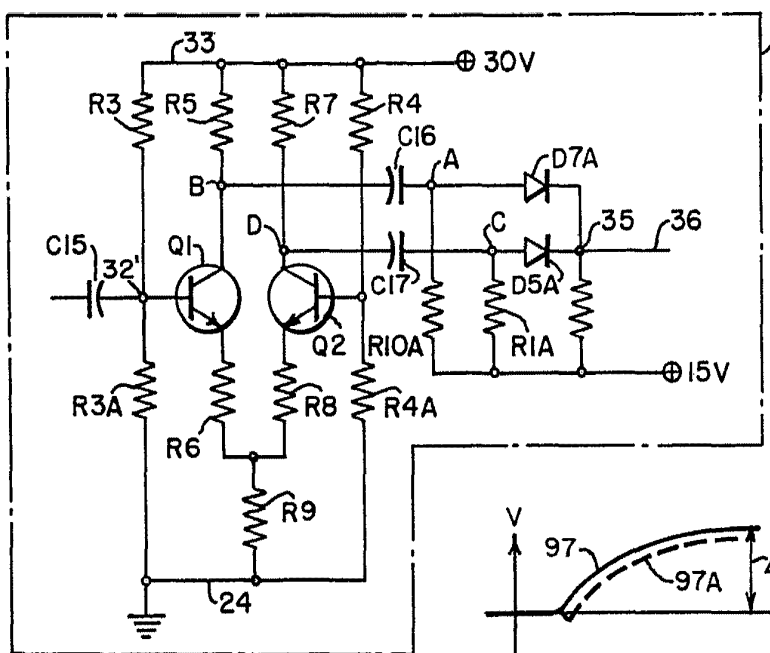 33
30V
R3
R5
R7
R4
C16
A
D7A
B
C15
32'
Q1
D
C
35
36
C17
D5A
Q2
R10A
R1A
15V
R3A
R6
R8
R4A
R9
24
V
97
97A